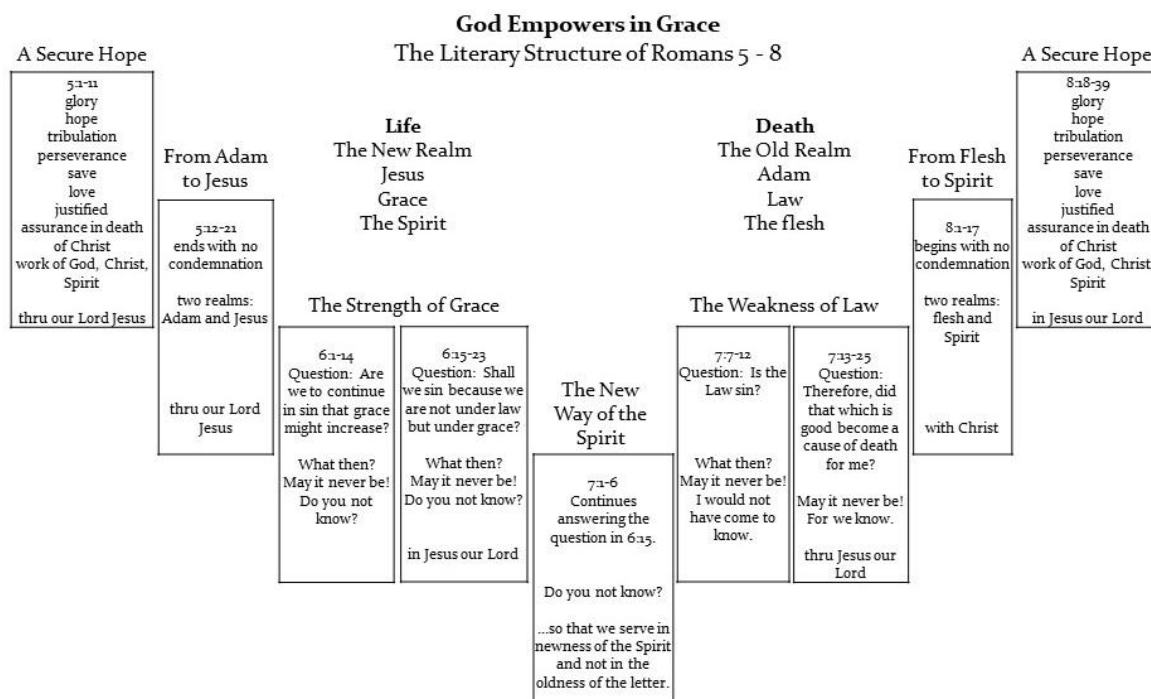 God Empowers in Grace
The Literary Structure of Romans 5 - 8
A Secure Hope
5:1-11
glory
hope
tribulation
perseverance
save
love
justified
assurance in death
of Christ
work of God, Christ,
Spirit
thru our Lord Jesus
From Adam
to Jesus
5:12-21
ends with no
condemnation
two realms:
Adam and Jesus
thru our Lord
Jesus
Life
The New Realm
Jesus
Grace
The Spirit
The Strength of Grace
6:1-14
Question: Are
we to continue
in sin that grace
might increase?
What then?
May it never be!
Do you not
know?
6:15-23
Question: Shall
we sin because we
are not under law
but under grace?
What then?
May it never be!
Do you not know?
in Jesus our Lord
The New
Way of the
Spirit
7:1-6
Continues
answering the
question in 6:15.
Do you not know?
...so that we serve in
newness of the Spirit
and not in the
oldness of the letter.
Death
The Old Realm
Adam
Law
The flesh
The Weakness of Law
7:7-12
Question: Is the
Law sin?
What then?
May it never be!
I would not
have come to
know.
7:13-25
Question:
Therefore, did
that which is
good become a
cause of death
for me?
May it never be!
For we know.
thru Jesus our
Lord
From Flesh
to Spirit
8:1-17
begins with no
condemnation
two realms:
flesh and
Spirit
with Christ
A Secure Hope
8:18-39
glory
hope
tribulation
perseverance
save
love
justified
assurance in death
of Christ
work of God, Christ
Spirit
in Jesus our Lord